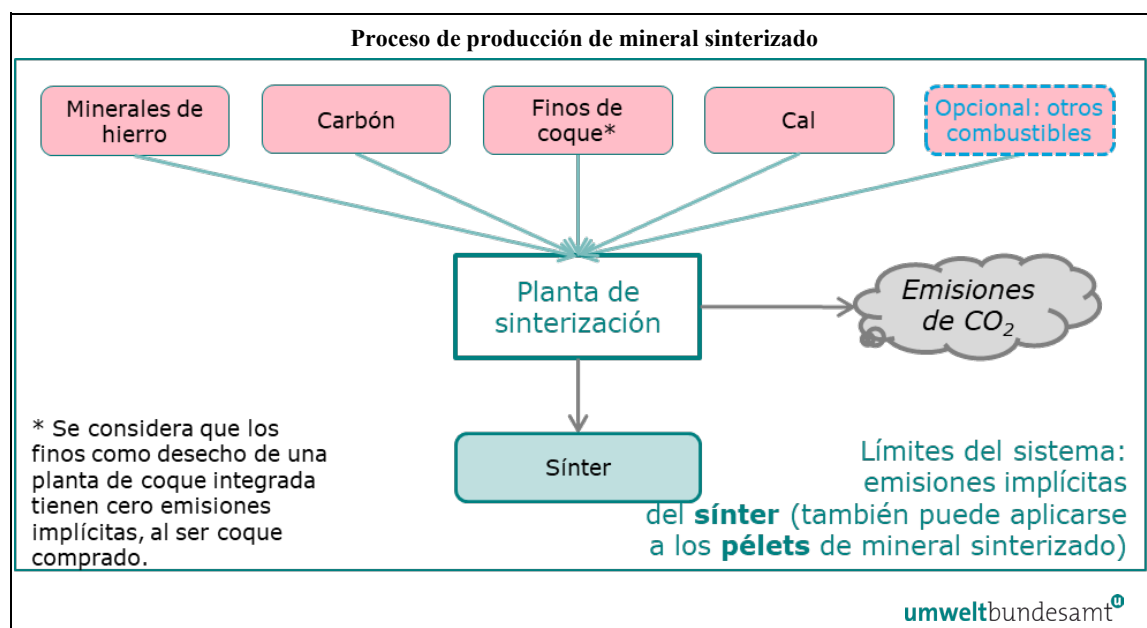 Proceso de producción de mineral sinterizado
Minerales de
hierro
Carbón
Finos de
coque*
Cal
Opcional: otros
combustibles
Planta de
sinterización
Emisiones
de CO₂
Sínter
* Se considera que los
finos como desecho de una
planta de coque integrada
tienen cero emisiones
implícitas, al ser coque
comprado.
Límites del sistema:
emisiones implícitas
del sínter (también puede aplicarse
a los pélets de mineral sinterizado)
umweltbundesamt